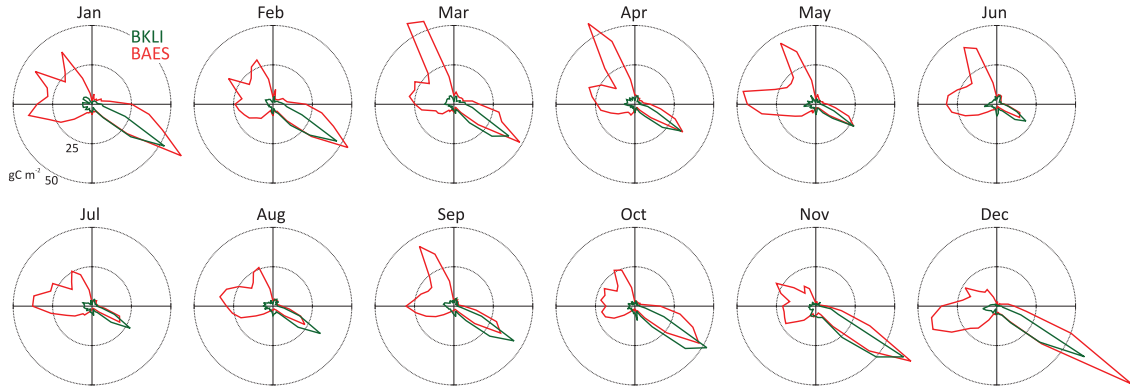 Jan
Feb
Mar
Apr
May
Jun
BKLI
BAES
25
gC m⁻² 50
Jul
Aug
Sep
Oct
Nov
Dec